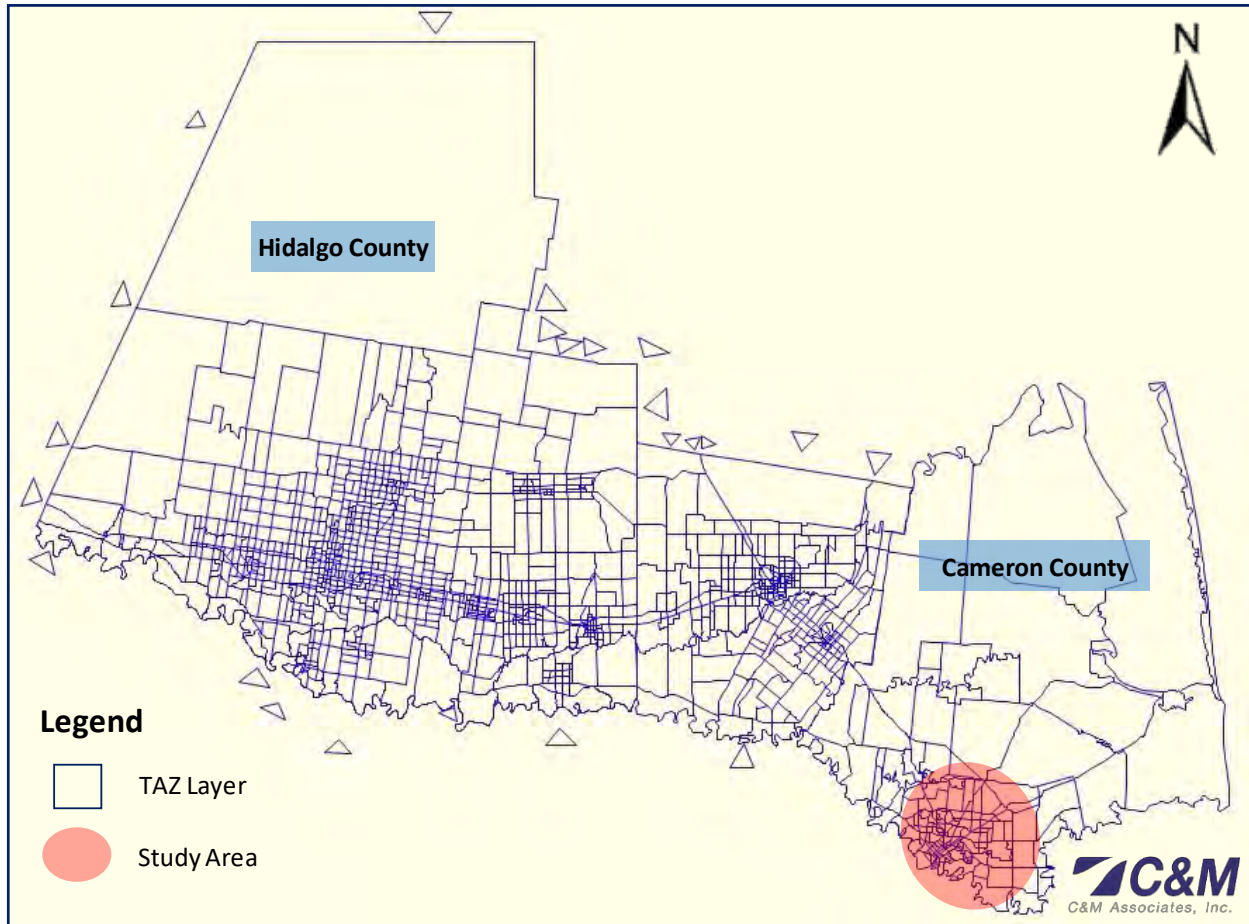 N
Hidalgo County
Cameron County
Legend
TAZ Layer
Study Area
C&M
C&M Associates, Inc.